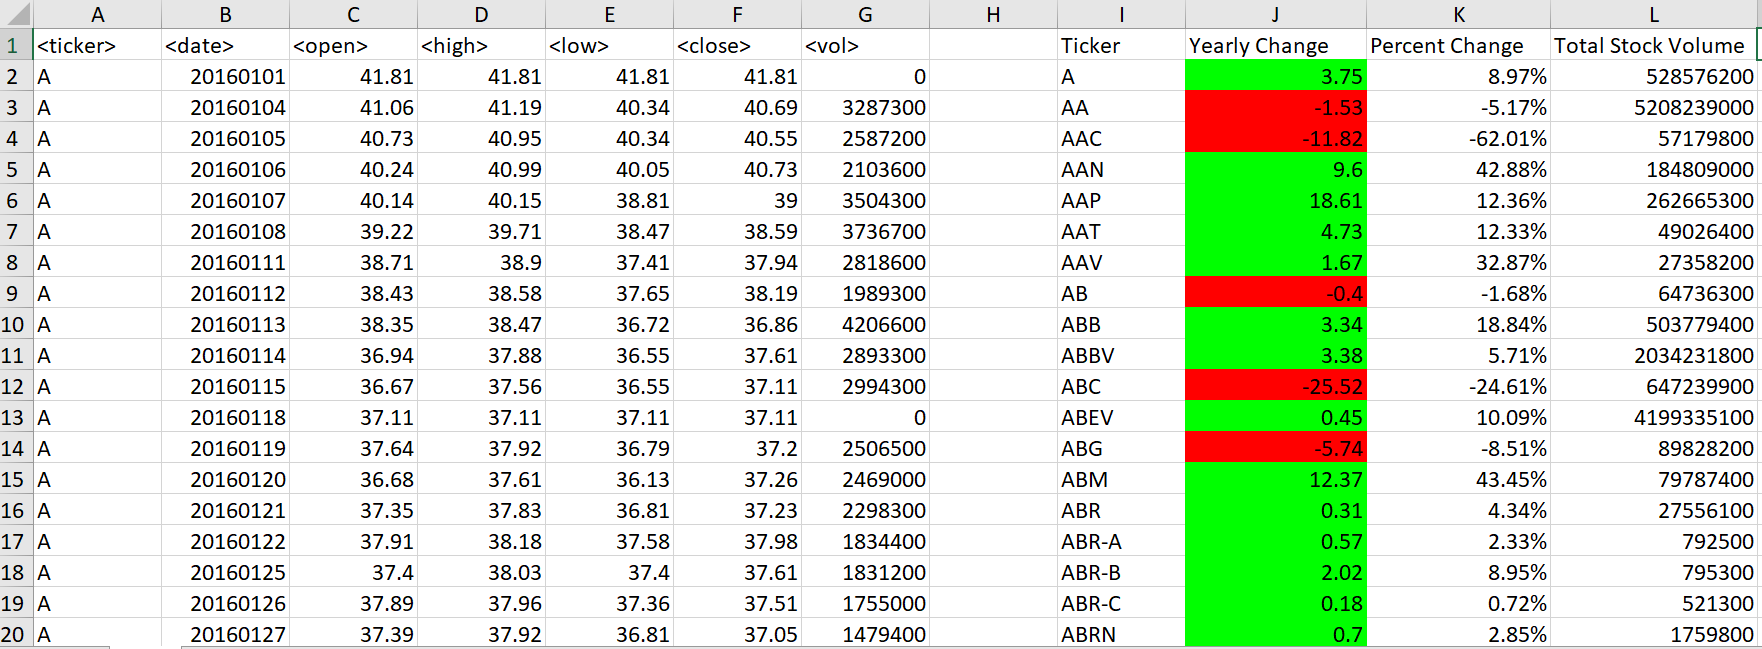 A B C D E F G H I J K L
1 <ticker> <date> <open> <high> <low> <close> <vol> Ticker Yearly Change Percent Change Total Stock Volume
2 A 20160101 41.81 41.81 41.81 41.81 0 A 3.75 8.97% 528576200
3 A 20160104 41.06 41.19 40.34 40.69 3287300 AA -1.53 -5.17% 5208239000
4 A 20160105 40.73 40.95 40.34 40.55 2587200 AAC -11.82 -62.01% 57179800
5 A 20160106 40.24 40.99 40.05 40.73 2103600 AAN 9.6 42.88% 184809000
6 A 20160107 40.14 40.15 38.81 39 3504300 AAP 18.61 12.36% 262665300
7 A 20160108 39.22 39.71 38.47 38.59 3736700 AAT 4.73 12.33% 49026400
8 A 20160111 38.71 38.9 37.41 37.94 2818600 AAV 1.67 32.87% 27358200
9 A 20160112 38.43 38.58 37.65 38.19 1989300 AB -0.4 -1.68% 64736300
10 A 20160113 38.35 38.47 36.72 36.86 4206600 ABB 3.34 18.84% 503779400
11 A 20160114 36.94 37.88 36.55 37.61 2893300 ABBV 3.38 5.71% 2034231800
12 A 20160115 36.67 37.56 36.55 37.11 2994300 ABC -25.52 -24.61% 647239900
13 A 20160118 37.11 37.11 37.11 37.11 0 ABEV 0.45 10.09% 4199335100
14 A 20160119 37.64 37.92 36.79 37.2 2506500 ABG -5.74 -8.51% 89828200
15 A 20160120 36.68 37.61 36.13 37.26 2469000 ABM 12.37 43.45% 79787400
16 A 20160121 37.35 37.83 36.81 37.23 2298300 ABR 0.31 4.34% 27556100
17 A 20160122 37.91 38.18 37.58 37.98 1834400 ABR-A 0.57 2.33% 792500
18 A 20160125 37.4 38.03 37.4 37.61 1831200 ABR-B 2.02 8.95% 795300
19 A 20160126 37.89 37.96 37.36 37.51 1755000 ABR-C 0.18 0.72% 521300
20 A 20160127 37.39 37.92 36.81 37.05 1479400 ABRN 0.7 2.85% 1759800